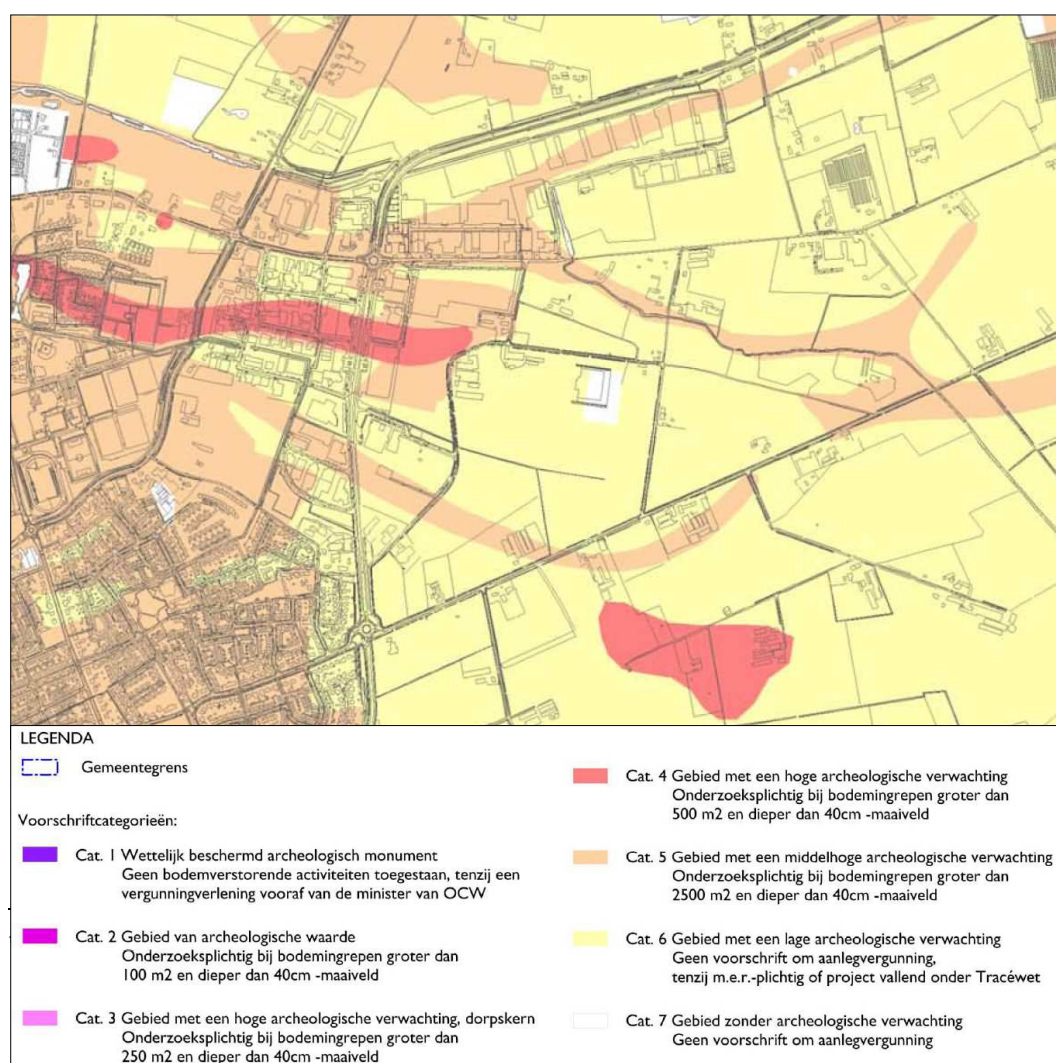 LEGENDA
Gemeentegrens
Voorschriftcategorieën:
Cat. 1 Wettelijk beschermd archeologisch monument
Geen bodemverstorende activiteiten toegestaan, tenzij een
vergunningverlening vooraf van de minister van OCW
Cat. 2 Gebied van archeologische waarde
Onderzoeksplichtig bij bodemingrepen groter dan
100 m2 en dieper dan 40cm -maaiveld
Cat. 3 Gebied met een hoge archeologische verwachting, dorpskern
Onderzoeksplichtig bij bodemingrepen groter dan
250 m2 en dieper dan 40cm -maaiveld
Cat. 4 Gebied met een hoge archeologische verwachting
Onderzoeksplichtig bij bodemingrepen groter dan
500 m2 en dieper dan 40cm -maaiveld
Cat. 5 Gebied met een middelhoge archeologische verwachting
Onderzoeksplichtig bij bodemingrepen groter dan
2500 m2 en dieper dan 40cm -maaiveld
Cat. 6 Gebied met een lage archeologische verwachting
Geen voorschrift om aanlegvergunning,
tenzij m.e.r.-plichtig of project vallend onder Tracéwet
Cat. 7 Gebied zonder archeologische verwachting
Geen voorschrift om aanlegvergunning